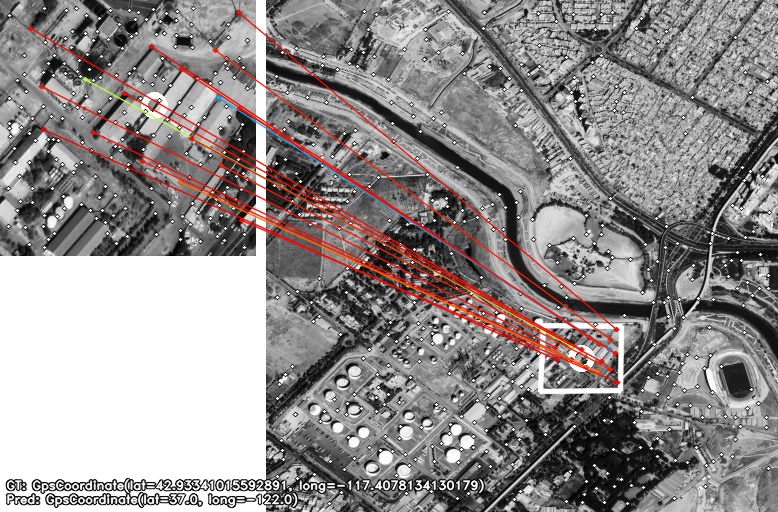 GT: GpsCoordinate(lat=42.93341015592891, long=-117.4078134130179)
Pred: GpsCoordinate(lat=37.0, long=-122.0)